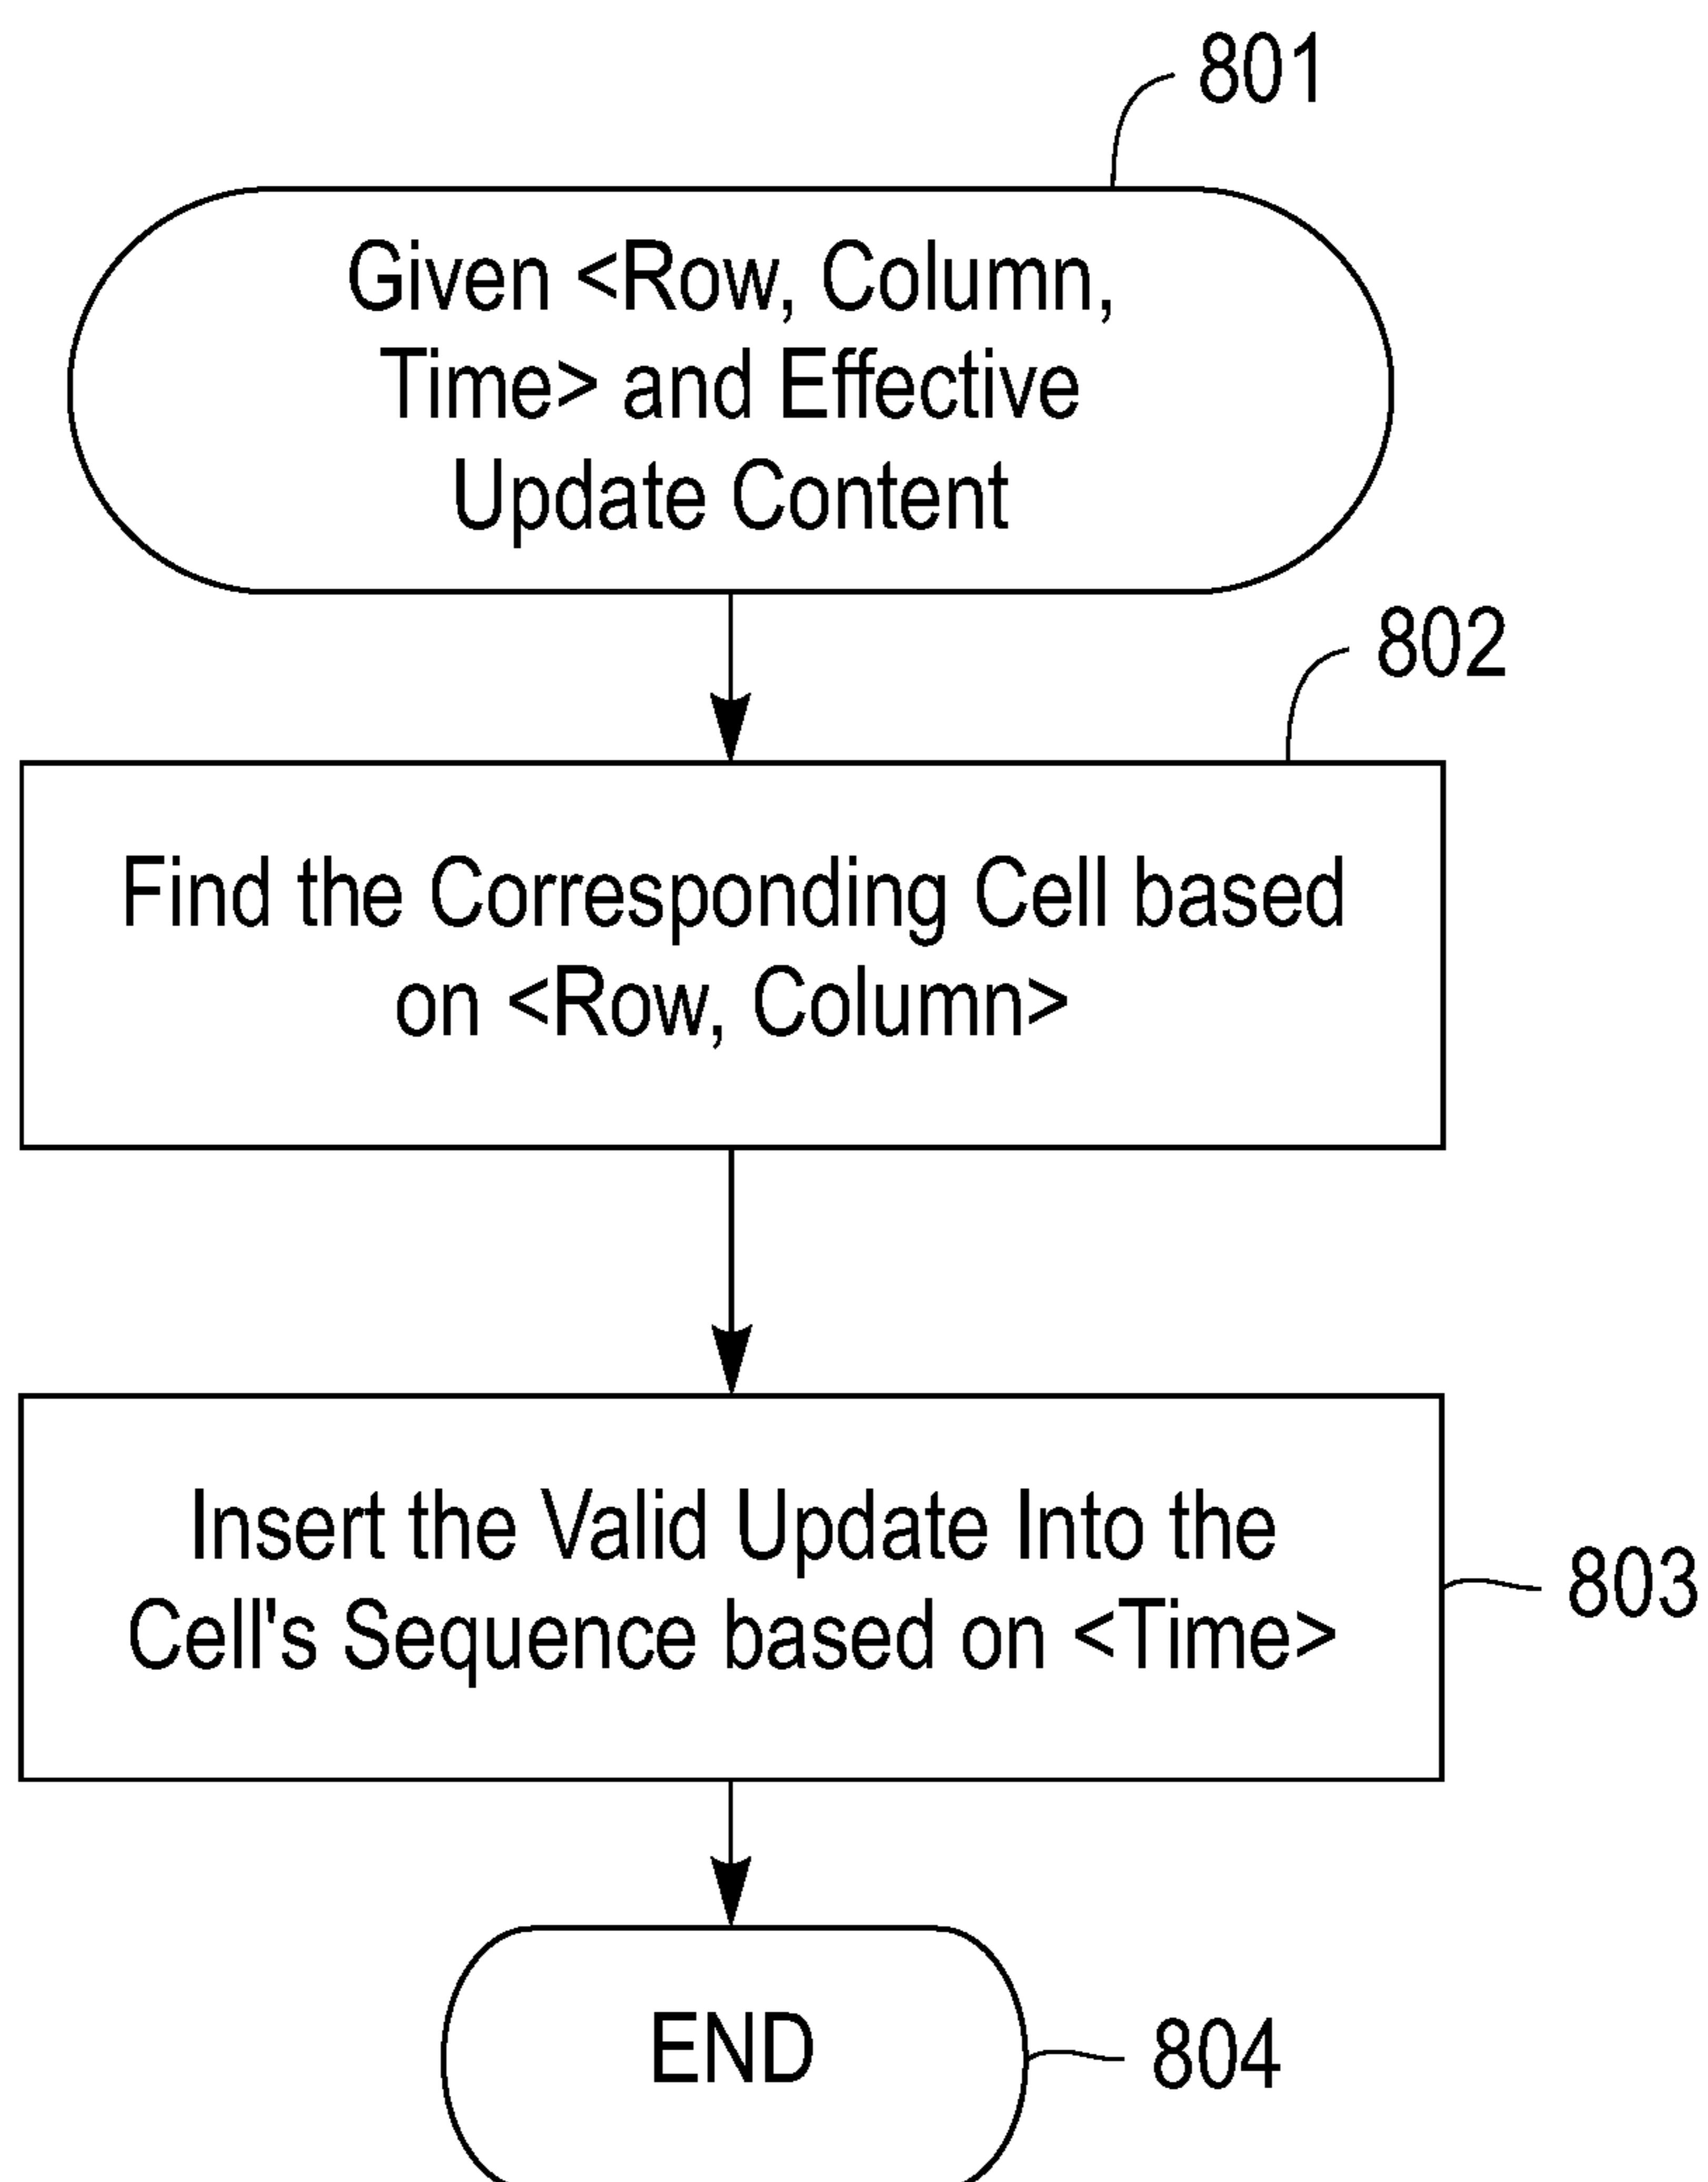 801
Given <Row, Column,
Time> and Effective
Update Content
802
Find the Corresponding Cell based
on <Row, Column>
Insert the Valid Update Into the
Cell's Sequence based on <Time>
803
END
804